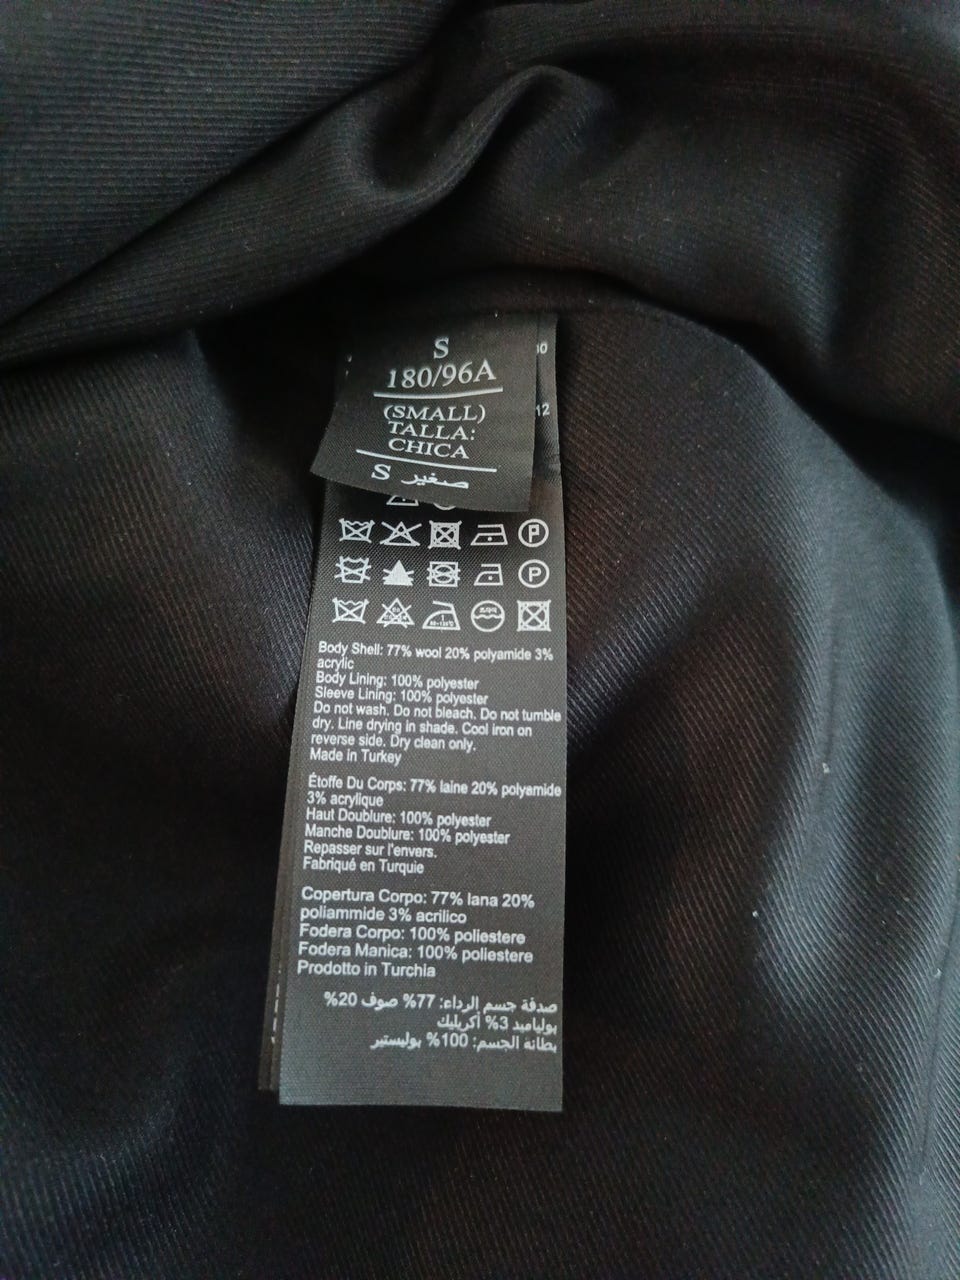 S
180/96A
(SMALL)
TALLA:
CHICA
S صغير
12
P
P
Body Shell: 77% wool 20% polyamide 3%
acrylic
Body Lining: 100% polyester
Sleeve Lining: 100% polyester
Do not wash. Do not bleach. Do not tumble
dry. Line drying in shade. Cool iron on
reverse side. Dry clean only.
Made in Turkey
Étoffe Du Corps: 77% laine 20% polyamide
3% acrylique
Haut Doublure: 100% polyester
Manche Doublure: 100% polyester
Repasser sur l'envers.
Fabriqué en Turquie
Copertura Corpo: 77% lana 20%
poliammide 3% acrilico
Fodera Corpo: 100% poliestere
Fodera Manica: 100% poliestere
Prodotto in Turchia
صدفة جسم الرداء: 77% صوف 20%
بولياميد 3% أكريليك
بطانة الجسم: 100% بوليستير